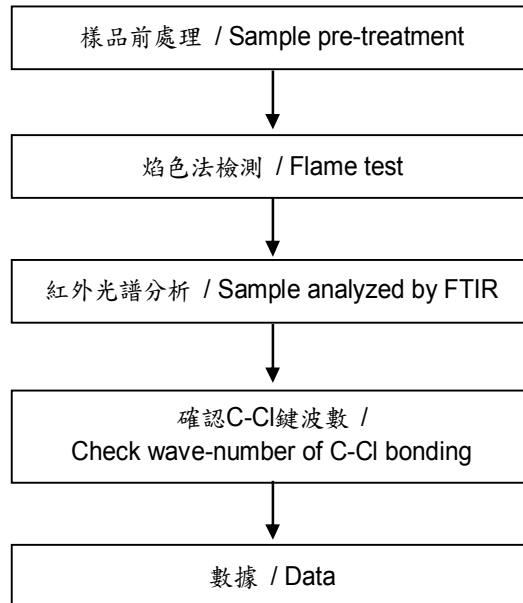 樣品前處理 / Sample pre-treatment
焰色法檢測 / Flame test
紅外光譜分析 / Sample analyzed by FTIR
確認C-Cl鍵波數 /
Check wave-number of C-Cl bonding
數據 / Data